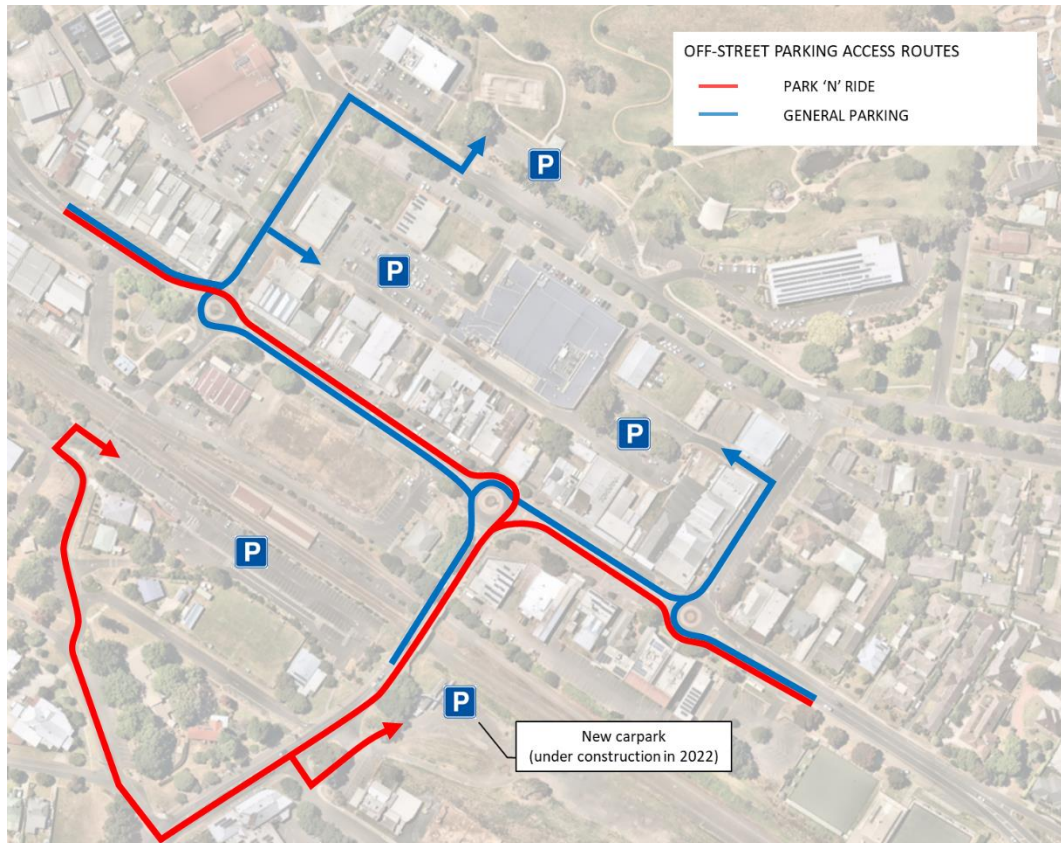 OFF-STREET PARKING ACCESS ROUTES
PARK 'N' RIDE
GENERAL PARKING
P
P
P
P
P
New carpark
(under construction in 2022)